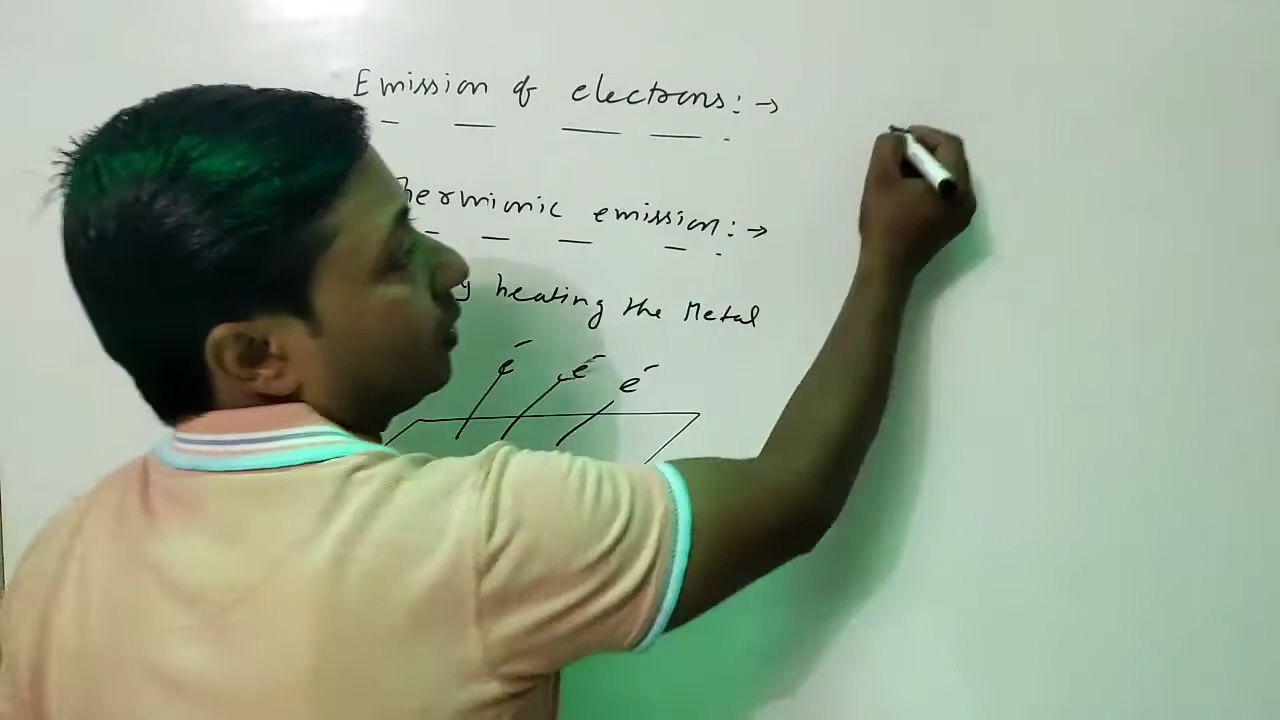 Emission of electrons :→
hermionic emission :→
y heating the Metal
e⁻ e⁻ e⁻